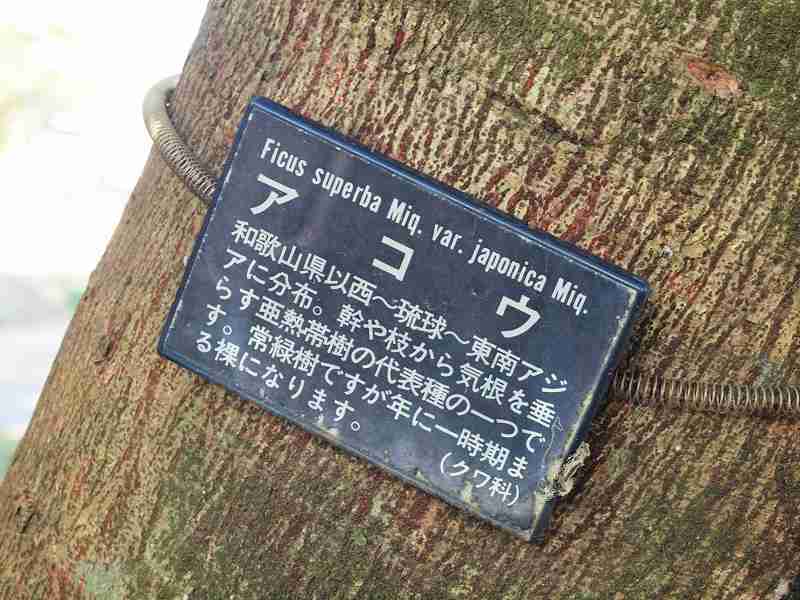 Ficus superba Miq. var. japonica Miq.
アコウ
和歌山県以西～琉球～東南アジ
アに分布。幹や枝から気根を垂
らす亜熱帯樹の代表種の一つで
す。常緑樹ですが年に一時期ま
る裸になります。
(クワ科)